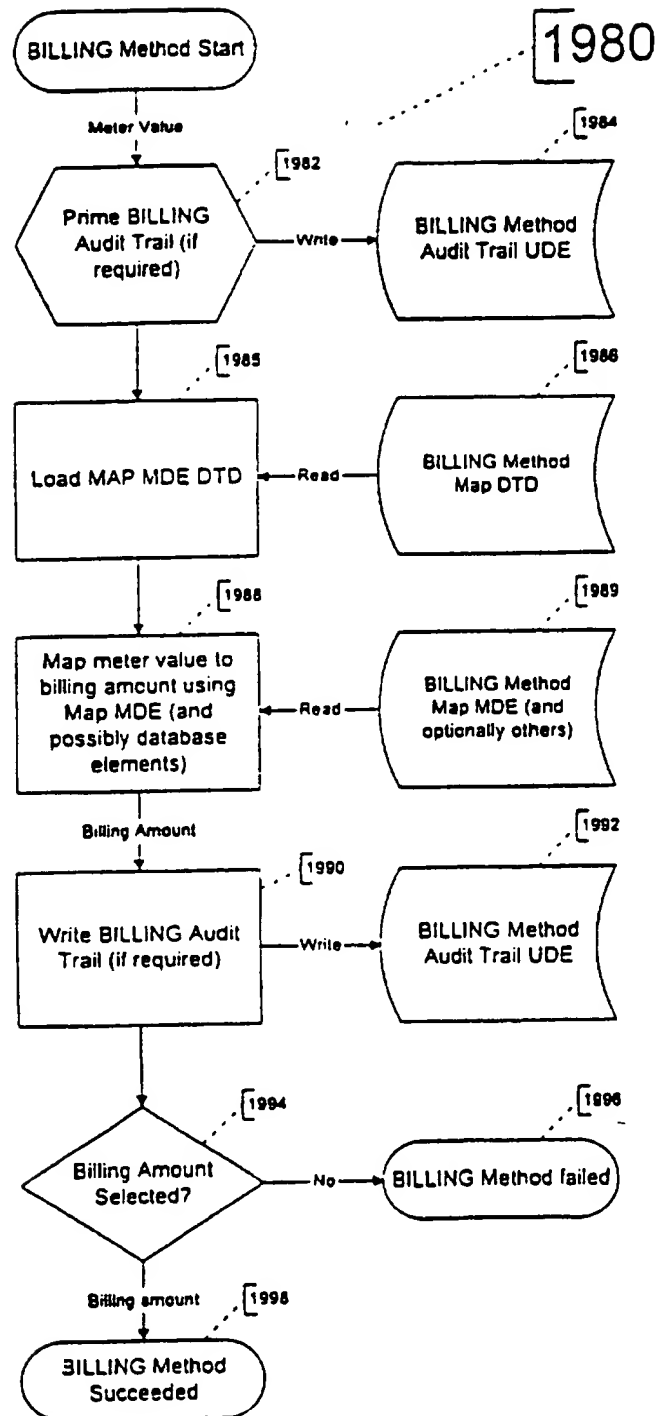 BILLING Method Start
1980
Meter Value
1982
1984
Prime BILLING
Audit Trail (if
required)
Write
BILLING Method
Audit Trail UDE
1985
1986
Load MAP MDE DTD
Read
BILLING Method
Map DTD
1988
1989
Map meter value to
billing amount using
Map MDE (and
possibly database
elements)
Read
BILLING Method
Map MDE (and
optionally others)
Billing Amount
1990
1992
Write BILLING Audit
Trail (if required)
Write
BILLING Method
Audit Trail UDE
1994
1996
Billing Amount
Selected?
No
BILLING Method failed
Billing amount
1998
BILLING Method
Succeeded